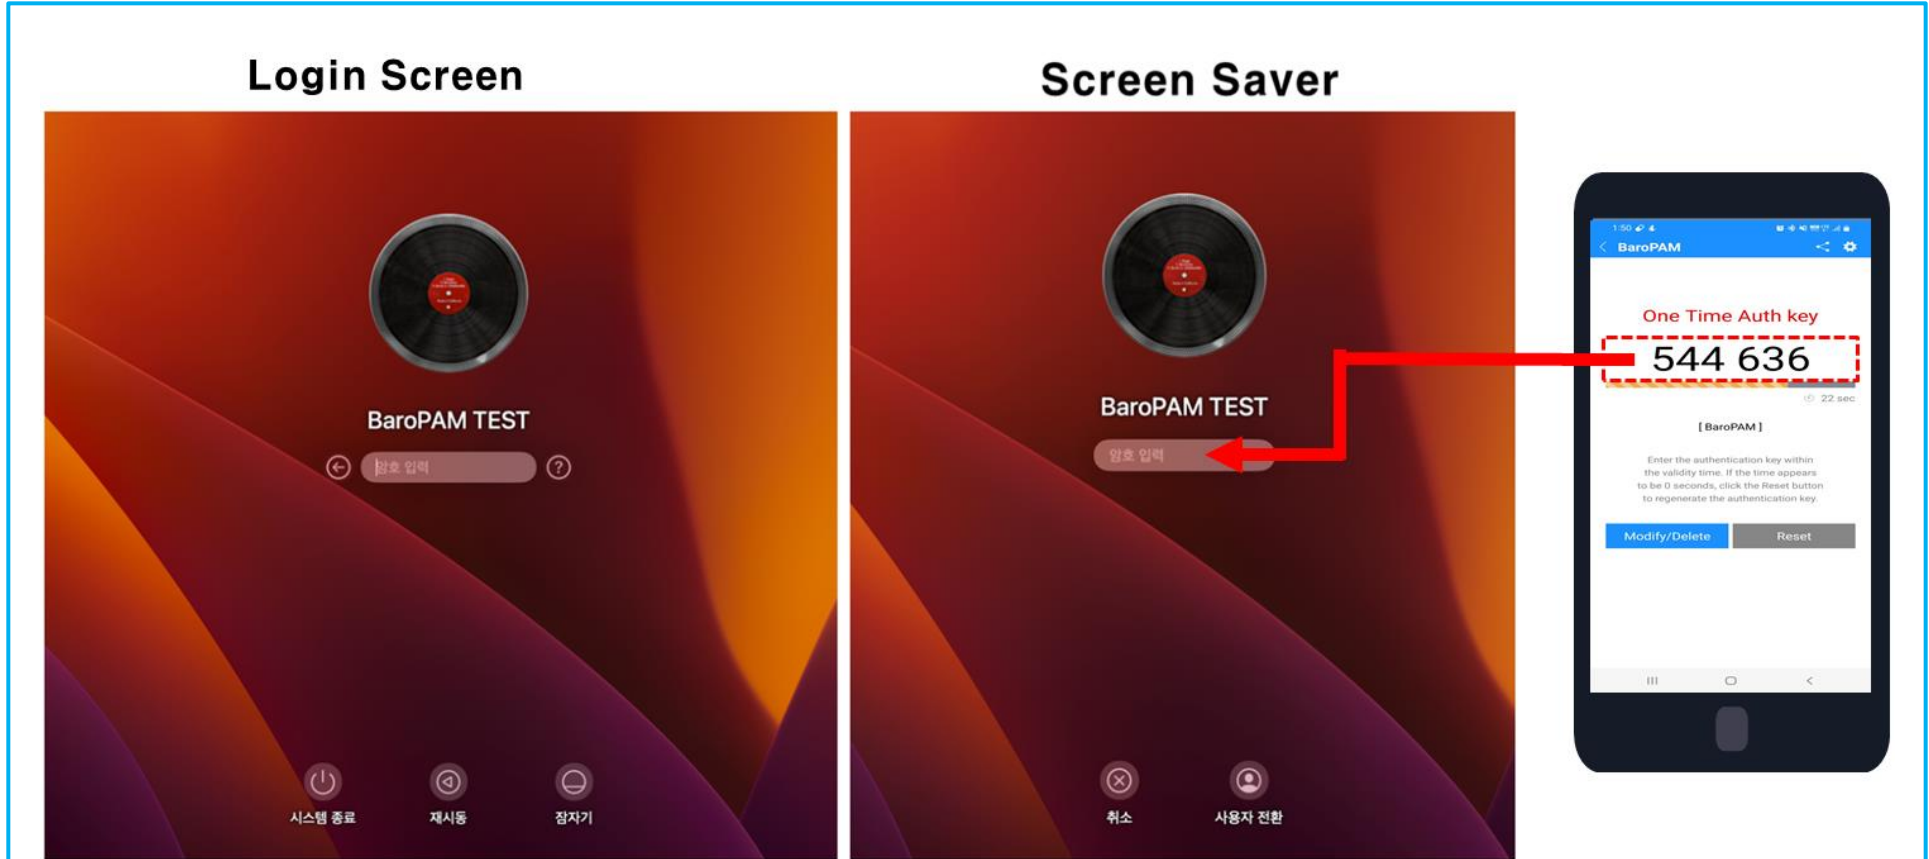 Login Screen
Screen Saver
BaroPAM TEST
암호 입력
?
시스템 종료
재시동
잠자기
BaroPAM TEST
암호 입력
취소
사용자 전환
1:50
BaroPAM
One Time Auth key
544 636
22 sec
[ BaroPAM ]
Enter the authentication key within
the validity time. If the time appears
to be 0 seconds, click the Reset button
to regenerate the authentication key.
Modify/Delete
Reset